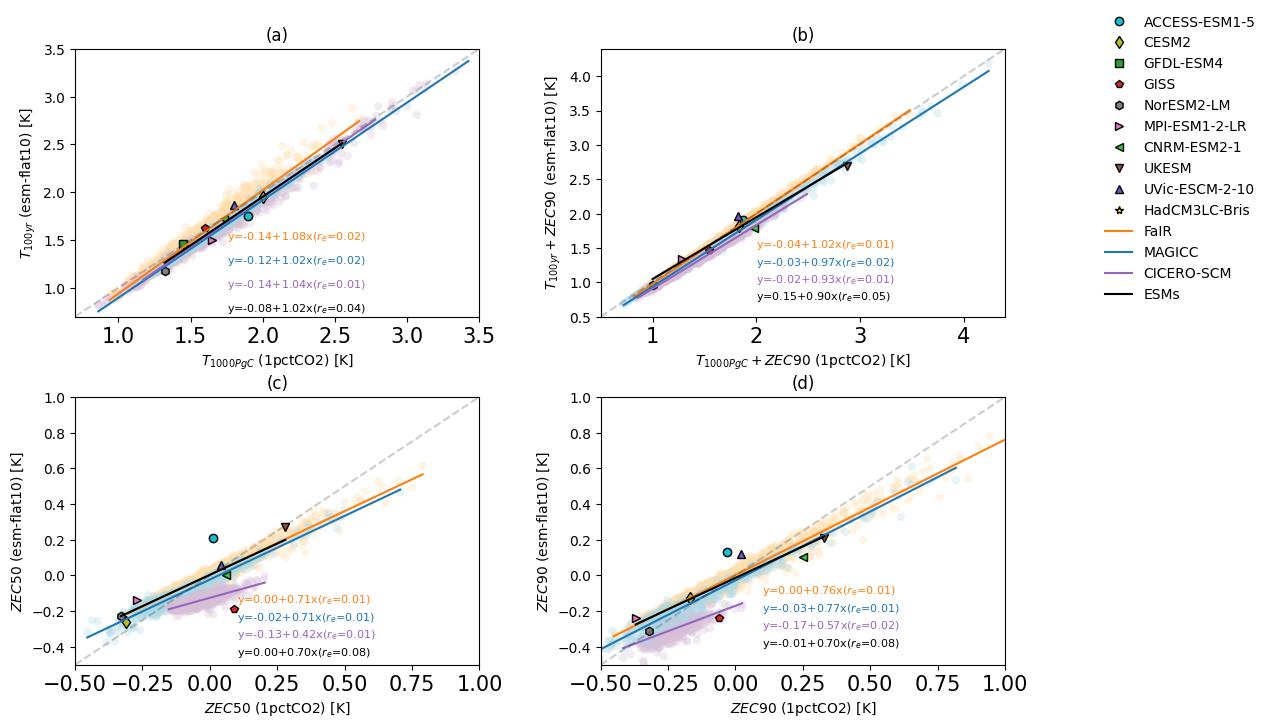 (a)
3.5
3.0
2.5
2.0
1.5
1.0
T100yr (esm-flat10) [K]
y=-0.14+1.08x(re=0.02)
y=-0.12+1.02x(re=0.02)
y=-0.14+1.04x(re=0.01)
y=-0.08+1.02x(re=0.04)
1.0 1.5 2.0 2.5 3.0 3.5
T1000PgC (1pctCO2) [K]
(b)
4.0
3.5
3.0
2.5
2.0
1.5
1.0
0.5
T100yr + ZEC90 (esm-flat10) [K]
y=-0.04+1.02x(re=0.01)
y=-0.03+0.97x(re=0.02)
y=-0.02+0.93x(re=0.01)
y=0.15+0.90x(re=0.05)
1 2 3 4
T1000PgC + ZEC90 (1pctCO2) [K]
ACCESS-ESM1-5
CESM2
GFDL-ESM4
GISS
NorESM2-LM
MPI-ESM1-2-LR
CNRM-ESM2-1
UKESM
UVic-ESCM-2-10
HadCM3LC-Bris
FaIR
MAGICC
CICERO-SCM
ESMs
(c)
1.0
0.8
0.6
0.4
0.2
0.0
−0.2
−0.4
ZEC50 (esm-flat10) [K]
y=0.00+0.71x(re=0.01)
y=-0.02+0.71x(re=0.01)
y=-0.13+0.42x(re=0.01)
y=0.00+0.70x(re=0.08)
−0.50 −0.25 0.00 0.25 0.50 0.75 1.00
ZEC50 (1pctCO2) [K]
(d)
1.0
0.8
0.6
0.4
0.2
0.0
−0.2
−0.4
ZEC90 (esm-flat10) [K]
y=0.00+0.76x(re=0.01)
y=-0.03+0.77x(re=0.01)
y=-0.17+0.57x(re=0.02)
y=-0.01+0.70x(re=0.08)
−0.50 −0.25 0.00 0.25 0.50 0.75 1.00
ZEC90 (1pctCO2) [K]